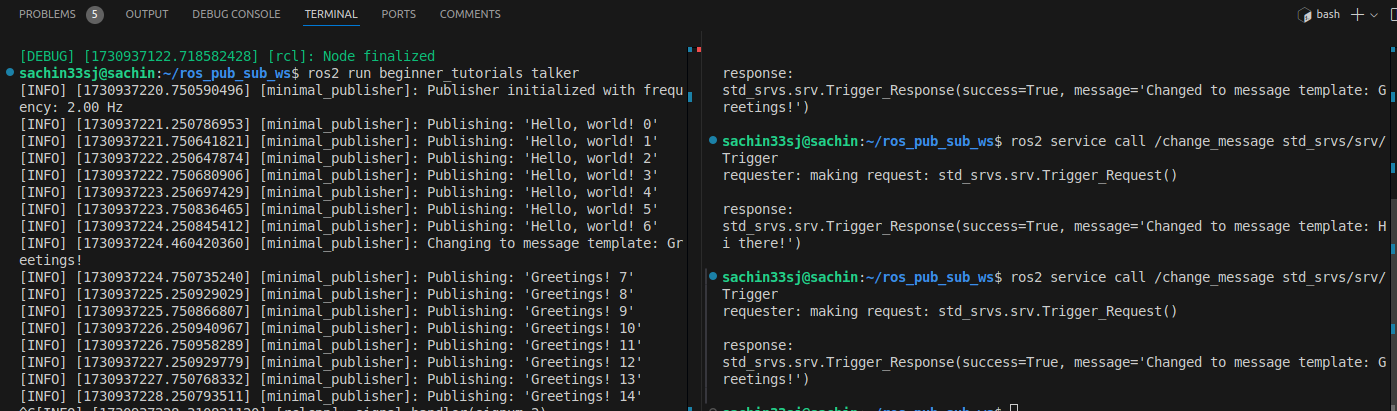 PROBLEMS 5 OUTPUT DEBUG CONSOLE TERMINAL PORTS COMMENTS bash
[DEBUG] [1730937122.718582428] [rcl]: Node finalized
sachin33sj@sachin:~/ros_pub_sub_ws$ ros2 run beginner_tutorials talker
[INFO] [1730937220.750590496] [minimal_publisher]: Publisher initialized with frequ
ency: 2.00 Hz
[INFO] [1730937221.250786953] [minimal_publisher]: Publishing: 'Hello, world! 0'
[INFO] [1730937221.750641821] [minimal_publisher]: Publishing: 'Hello, world! 1'
[INFO] [1730937222.250647874] [minimal_publisher]: Publishing: 'Hello, world! 2'
[INFO] [1730937222.750680906] [minimal_publisher]: Publishing: 'Hello, world! 3'
[INFO] [1730937223.250697429] [minimal_publisher]: Publishing: 'Hello, world! 4'
[INFO] [1730937223.750836465] [minimal_publisher]: Publishing: 'Hello, world! 5'
[INFO] [1730937224.250845412] [minimal_publisher]: Publishing: 'Hello, world! 6'
[INFO] [1730937224.460420360] [minimal_publisher]: Changing to message template: Gr
eetings!
[INFO] [1730937224.750735240] [minimal_publisher]: Publishing: 'Greetings! 7'
[INFO] [1730937225.250929029] [minimal_publisher]: Publishing: 'Greetings! 8'
[INFO] [1730937225.750866807] [minimal_publisher]: Publishing: 'Greetings! 9'
[INFO] [1730937226.250940967] [minimal_publisher]: Publishing: 'Greetings! 10'
[INFO] [1730937226.750958289] [minimal_publisher]: Publishing: 'Greetings! 11'
[INFO] [1730937227.250929779] [minimal_publisher]: Publishing: 'Greetings! 12'
[INFO] [1730937227.750768332] [minimal_publisher]: Publishing: 'Greetings! 13'
[INFO] [1730937228.250793511] [minimal_publisher]: Publishing: 'Greetings! 14'
response:
std_srvs.srv.Trigger_Response(success=True, message='Changed to message template: G
reetings!')
sachin33sj@sachin:~/ros_pub_sub_ws$ ros2 service call /change_message std_srvs/srv/
Trigger
requester: making request: std_srvs.srv.Trigger_Request()
response:
std_srvs.srv.Trigger_Response(success=True, message='Changed to message template: H
i there!')
sachin33sj@sachin:~/ros_pub_sub_ws$ ros2 service call /change_message std_srvs/srv/
Trigger
requester: making request: std_srvs.srv.Trigger_Request()
response:
std_srvs.srv.Trigger_Response(success=True, message='Changed to message template: G
reetings!')
sachin33sj@sachin:~/ros_pub_sub_ws$